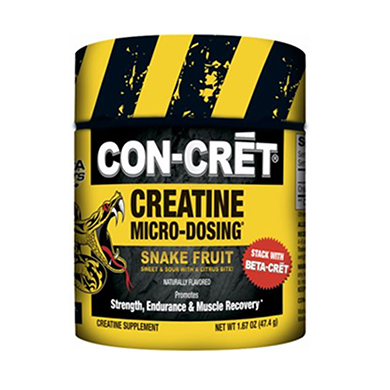 CON-CRĒT®
CREATINE
MICRO-DOSING®
SNAKE FRUIT
SWEET & SOUR WITH A CITRUS BITE!
NATURALLY FLAVORED
Promotes
Strength, Endurance & Muscle Recovery*
STACK WITH
BETA-CRĒT
CREATINE SUPPLEMENT
NET WT 1.67 OZ (47.4 g)